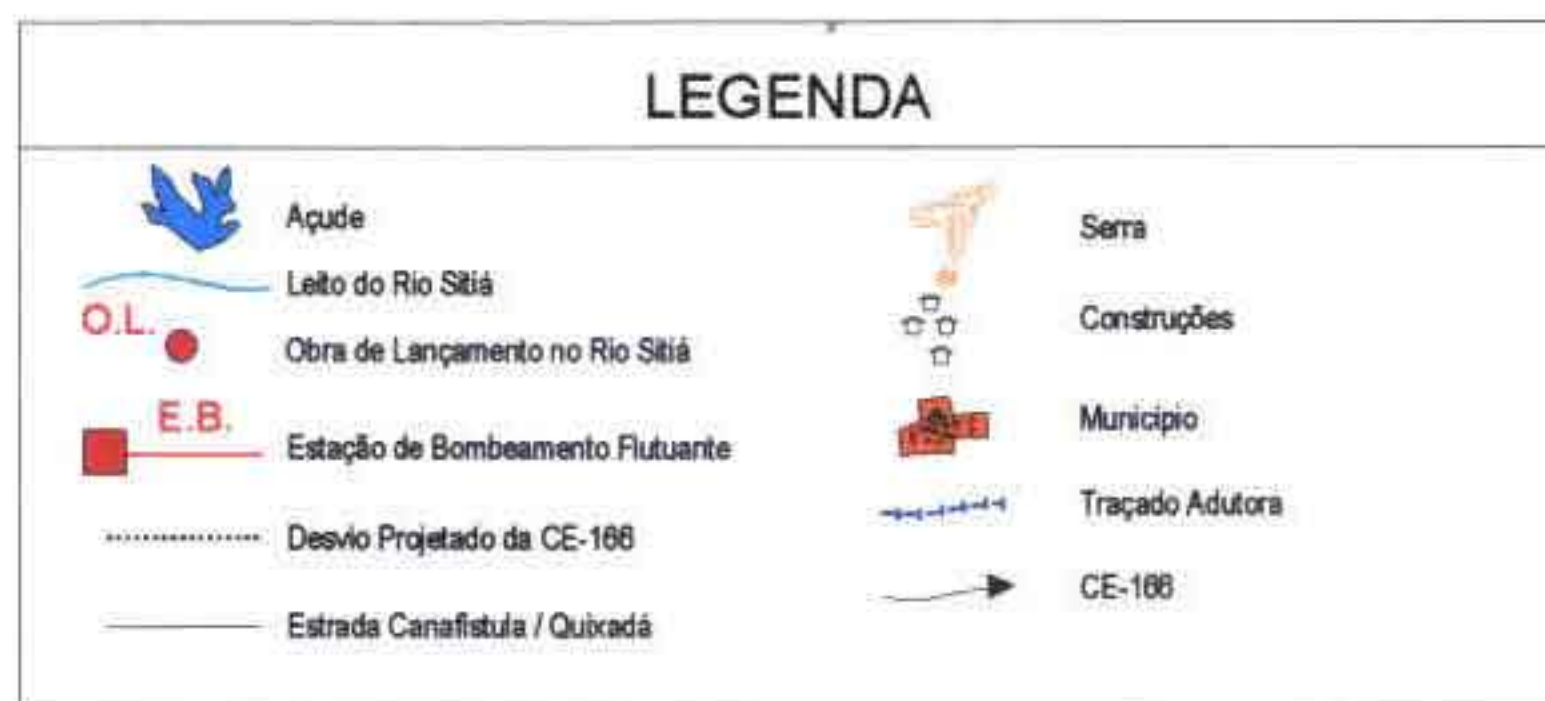 LEGENDA
Açude
Leito do Rio Sitiá
O.L.
Obra de Lançamento no Rio Sitiá
E.B.
Estação de Bombeamento Flutuante
Desvio Projetado da CE-166
Estrada Canafístula / Quixadá
Serra
Construções
Município
Traçado Adutora
CE-166